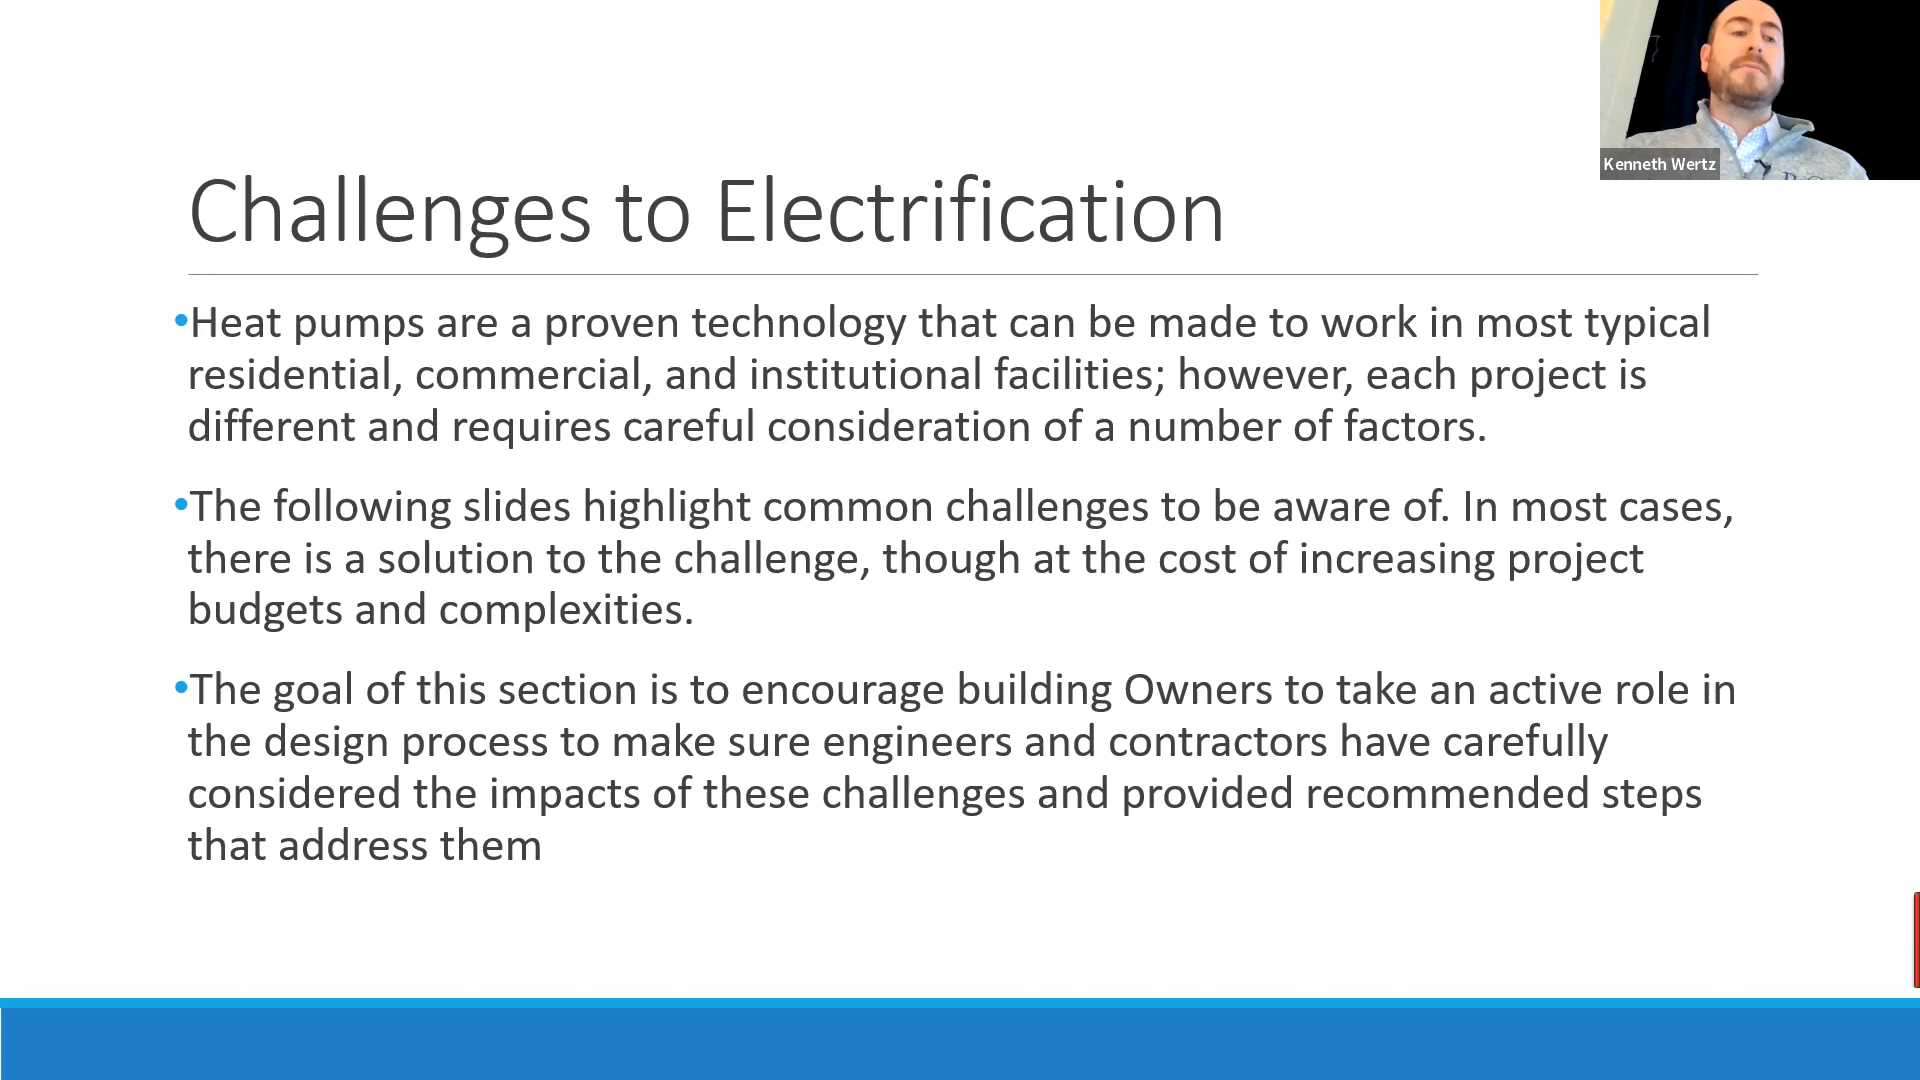 Kenneth Wertz
Challenges to Electrification
•Heat pumps are a proven technology that can be made to work in most typical
residential, commercial, and institutional facilities; however, each project is
different and requires careful consideration of a number of factors.
•The following slides highlight common challenges to be aware of. In most cases,
there is a solution to the challenge, though at the cost of increasing project
budgets and complexities.
•The goal of this section is to encourage building Owners to take an active role in
the design process to make sure engineers and contractors have carefully
considered the impacts of these challenges and provided recommended steps
that address them